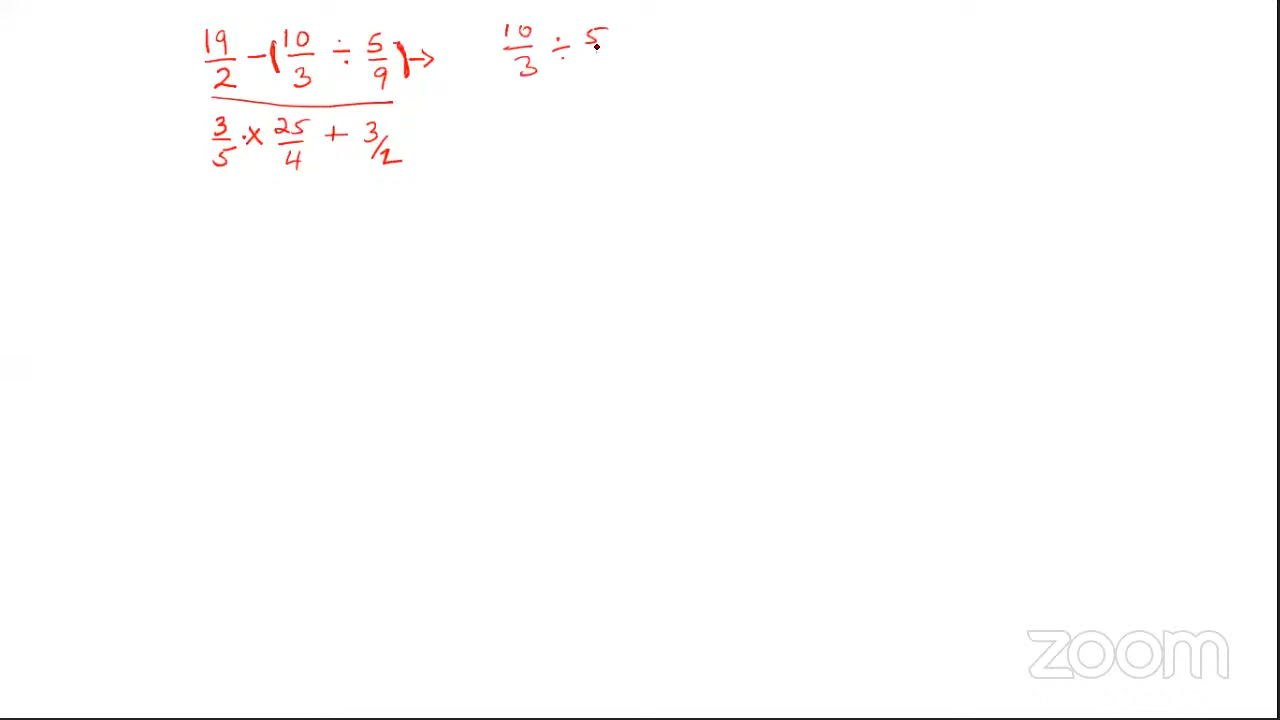 19/2 - (10/3 ÷ 5/9) → 10/3 ÷ 5
3/5 · × 25/4 + 3/2
zoom